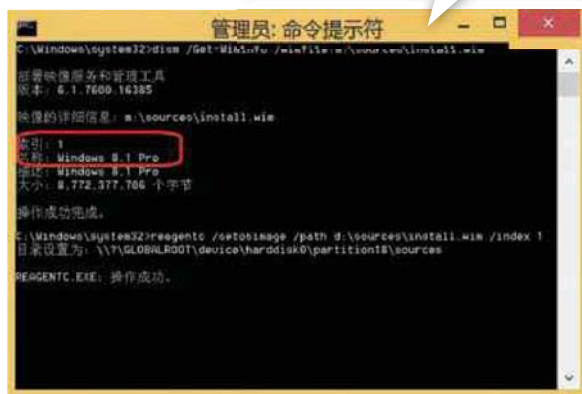 管理员: 命令提示符
C:\Windows\system32>dism /Get-WimInfo /wimfile:m:\sources\install.wim
部署映像服务和管理工具
版本: 6.1.7600.16385
映像的详细信息: m:\sources\install.wim
索引: 1
名称: Windows 8.1 Pro
描述: Windows 8.1 Pro
大小: 8,772,377,706 个字节
操作成功完成。
C:\Windows\system32>reagentc /setosimage /path d:\sources\install.wim /index 1
目录设置为: \\?\GLOBALROOT\device\harddisk0\partition18\sources
REAGENTC.EXE: 操作成功。